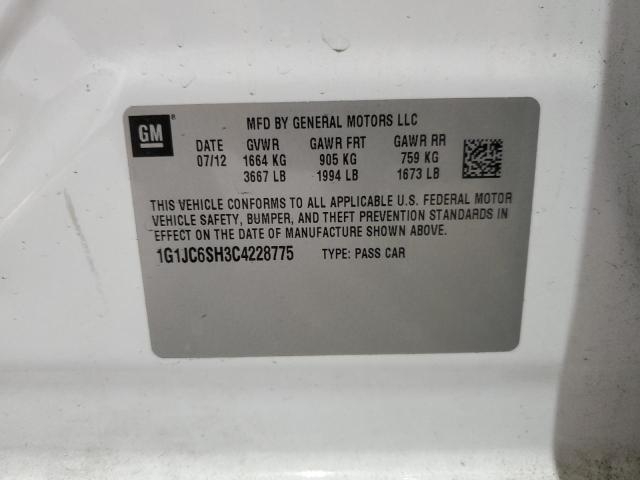 GM®
MFD BY GENERAL MOTORS LLC
DATE GVWR GAWR FRT GAWR RR
07/12 1664 KG 905 KG 759 KG
3667 LB 1994 LB 1673 LB
THIS VEHICLE CONFORMS TO ALL APPLICABLE U.S. FEDERAL MOTOR
VEHICLE SAFETY, BUMPER, AND THEFT PREVENTION STANDARDS IN
EFFECT ON THE DATE OF MANUFACTURE SHOWN ABOVE.
1G1JC6SH3C4228775 TYPE: PASS CAR